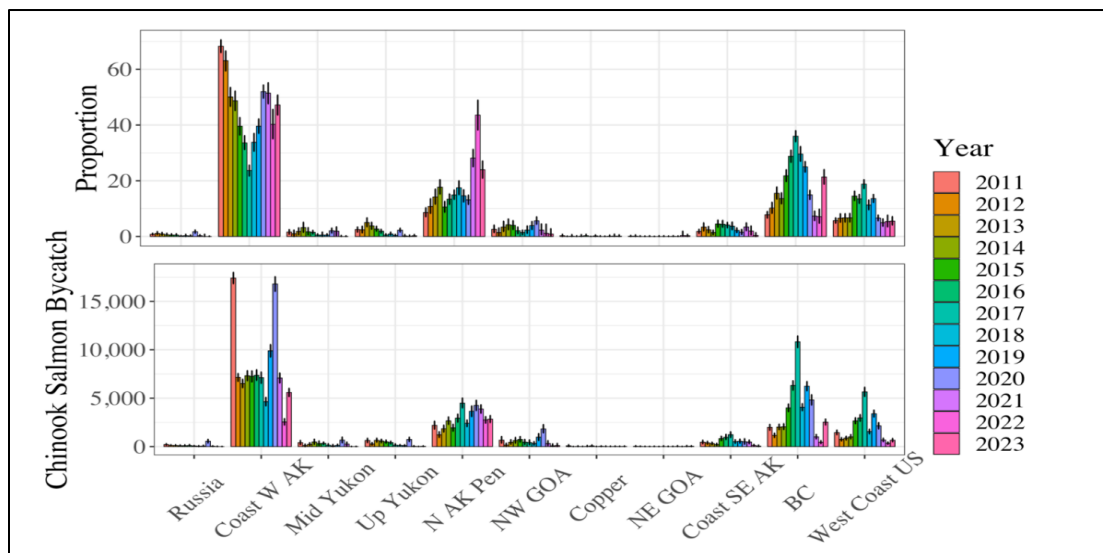 Proportion
60
40
20
0
Chinook Salmon Bycatch
15,000
10,000
5,000
0
Russia
Coast W AK
Mid Yukon
Up Yukon
N AK Pen
NW GOA
Copper
NE GOA
Coast SE AK
BC
West Coast US
Year
2011
2012
2013
2014
2015
2016
2017
2018
2019
2020
2021
2022
2023